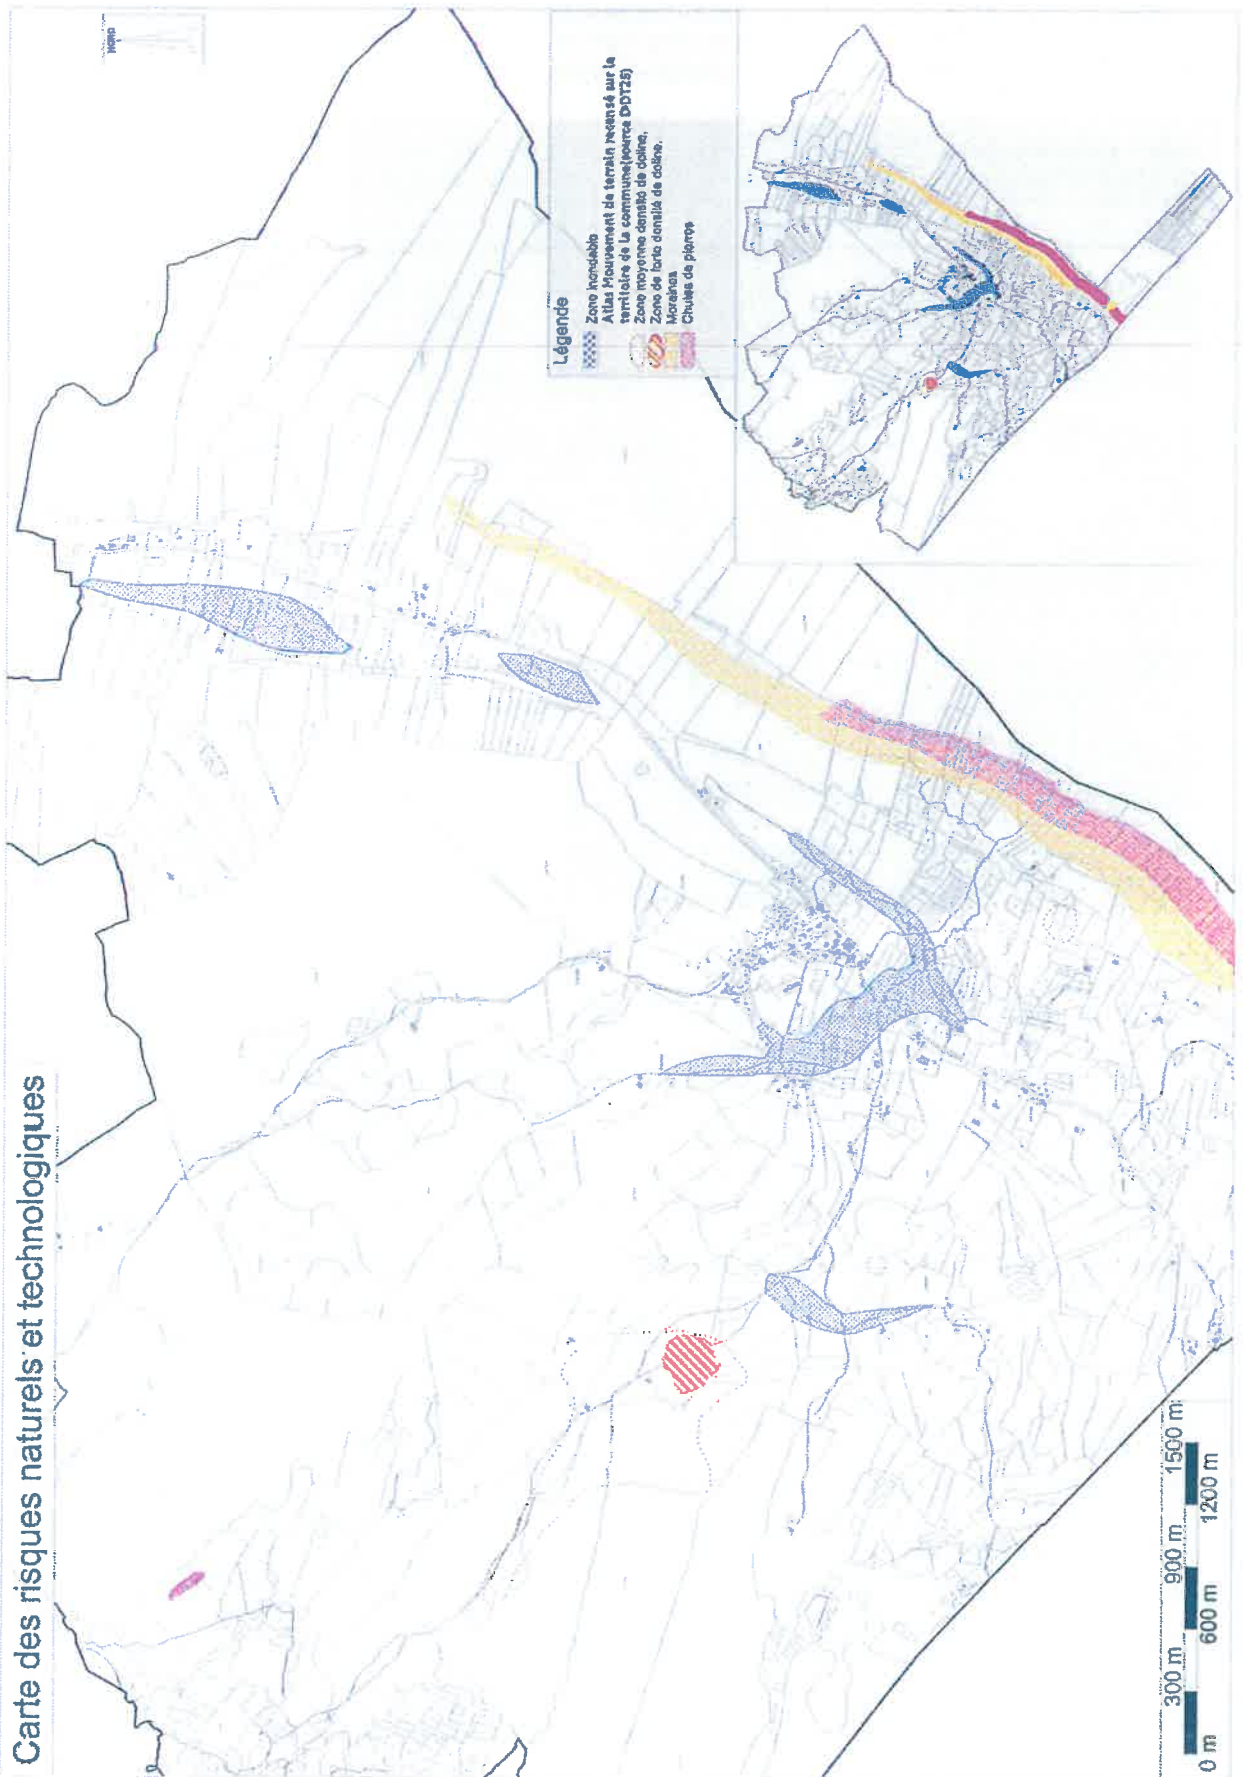 Carte des risques naturels et technologiques
NORD
Légende
Zone inondable
Atlas Mouvement de terrain recensé sur le
territoire de la commune(source DDT25)
Zone moyenne densité de doline,
Zone de forte densité de doline,
Moraines
Chutes de pierres
300 m 900 m 1500 m
0 m 600 m 1200 m